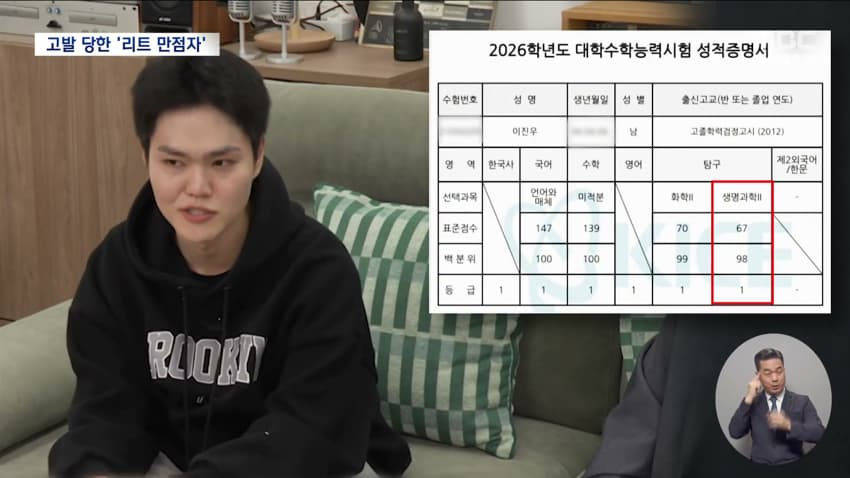 고발 당한 '리트 만점자'
2026학년도 대학수학능력시험 성적증명서
수험번호 성 명 생년월일 성 별 출신고교(반 또는 졸업 연도)
이진우 남 고졸학력검정고시 (2012)
영 역 한국사 국어 수학 영어 탐구 제2외국어
/한문
선택과목 언어와
매체 미적분 화학II 생명과학II -
표준점수 147 139 70 67
백 분 위 100 100 99 98
등 급 1 1 1 1 1 1 -
KICE
ROOKIY